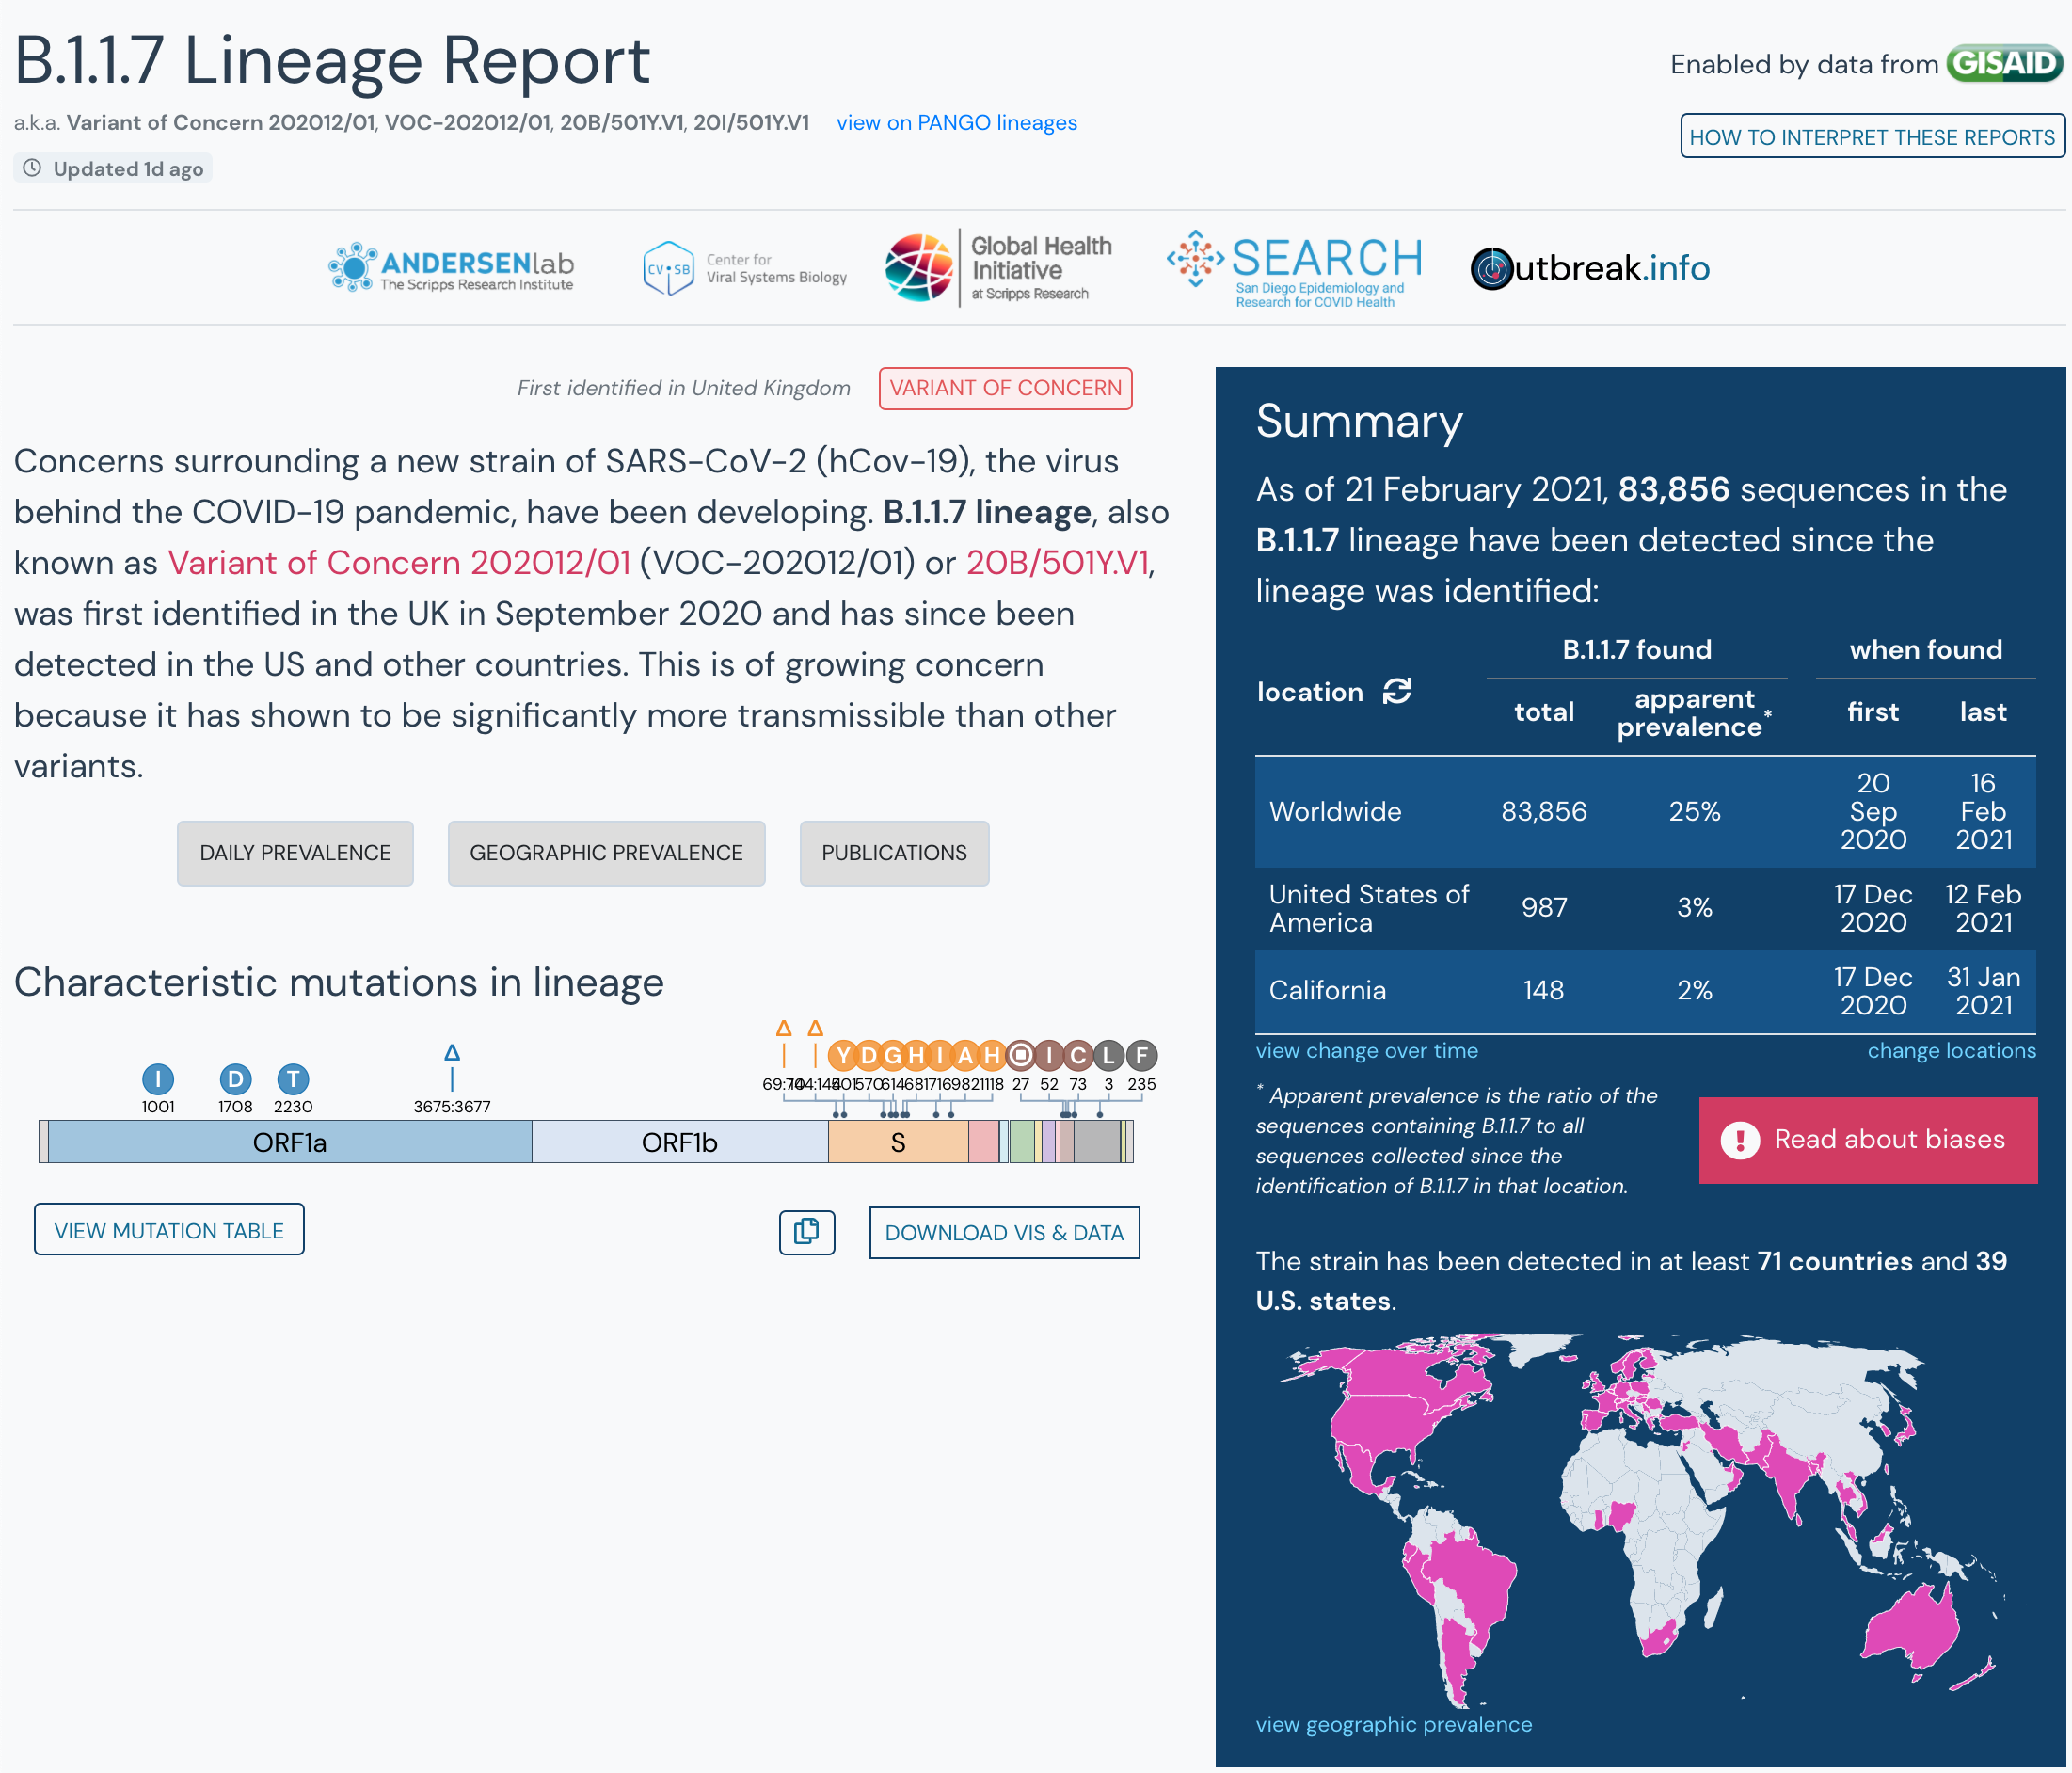 B.1.1.7 Lineage Report
Enabled by data from GISAID
a.k.a. Variant of Concern 202012/01, VOC-202012/01, 20B/501Y.V1, 20I/501Y.V1 view on PANGO lineages
HOW TO INTERPRET THESE REPORTS
Updated 1d ago
ANDERSENlab
The Scripps Research Institute
CV SB
Center for
Viral Systems Biology
Global Health
Initiative
at Scripps Research
SEARCH
San Diego Epidemiology and
Research for COVID Health
Outbreak.info
First identified in United Kingdom VARIANT OF CONCERN
Concerns surrounding a new strain of SARS-CoV-2 (hCov-19), the virus
behind the COVID-19 pandemic, have been developing. B.1.1.7 lineage, also
known as Variant of Concern 202012/01 (VOC-202012/01) or 20B/501Y.V1,
was first identified in the UK in September 2020 and has since been
detected in the US and other countries. This is of growing concern
because it has shown to be significantly more transmissible than other
variants.
DAILY PREVALENCE GEOGRAPHIC PREVALENCE PUBLICATIONS
Characteristic mutations in lineage
Δ Δ
I D T Δ Y D G H I A H I C L F
1001 1708 2230 3675:3677 570 614 681 716 982 1118 27 52 73 3 235
ORF1a ORF1b S
VIEW MUTATION TABLE DOWNLOAD VIS & DATA
Summary
As of 21 February 2021, 83,856 sequences in the
B.1.1.7 lineage have been detected since the
lineage was identified:
B.1.1.7 found when found
location total apparent prevalence* first last
Worldwide 83,856 25% 20 Sep 2020 16 Feb 2021
United States of America 987 3% 17 Dec 2020 12 Feb 2021
California 148 2% 17 Dec 2020 31 Jan 2021
view change over time change locations
* Apparent prevalence is the ratio of the
sequences containing B.1.1.7 to all
sequences collected since the
identification of B.1.1.7 in that location.
! Read about biases
The strain has been detected in at least 71 countries and 39
U.S. states.
view geographic prevalence